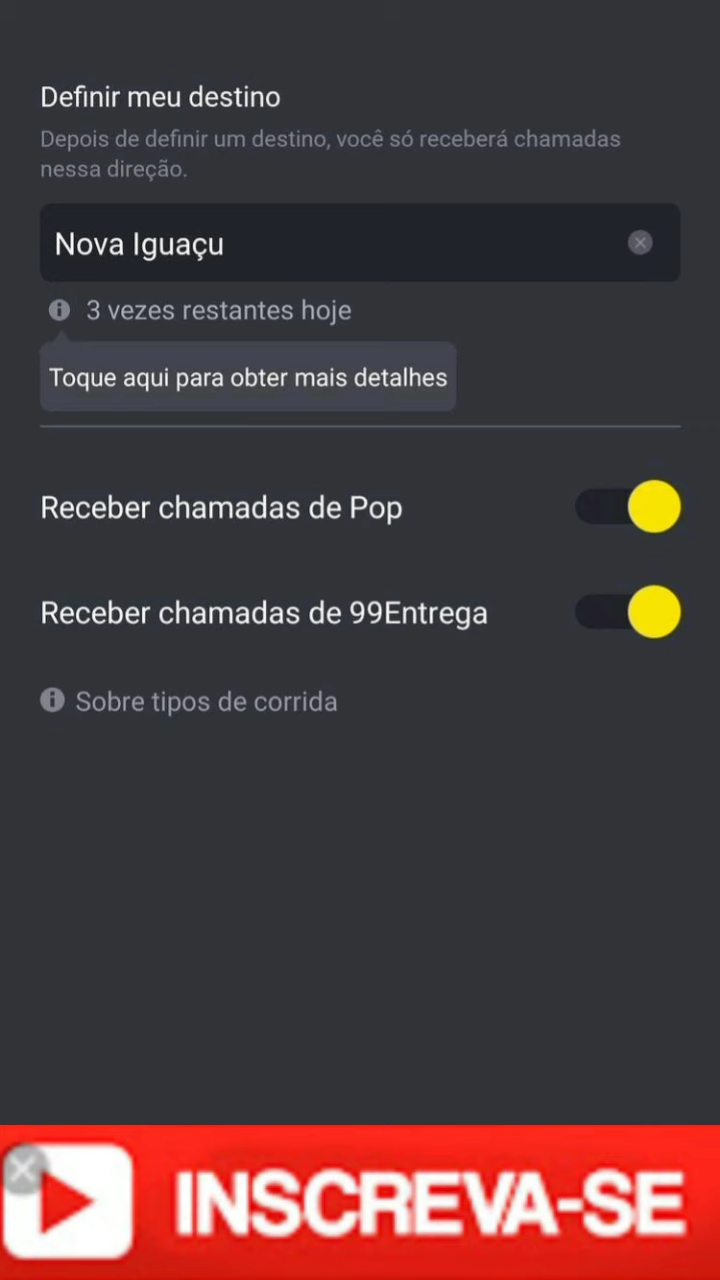 Definir meu destino
Depois de definir um destino, você só receberá chamadas
nessa direção.
Nova Iguaçu
3 vezes restantes hoje
Toque aqui para obter mais detalhes
Receber chamadas de Pop
Receber chamadas de 99Entrega
Sobre tipos de corrida
INSCREVA-SE